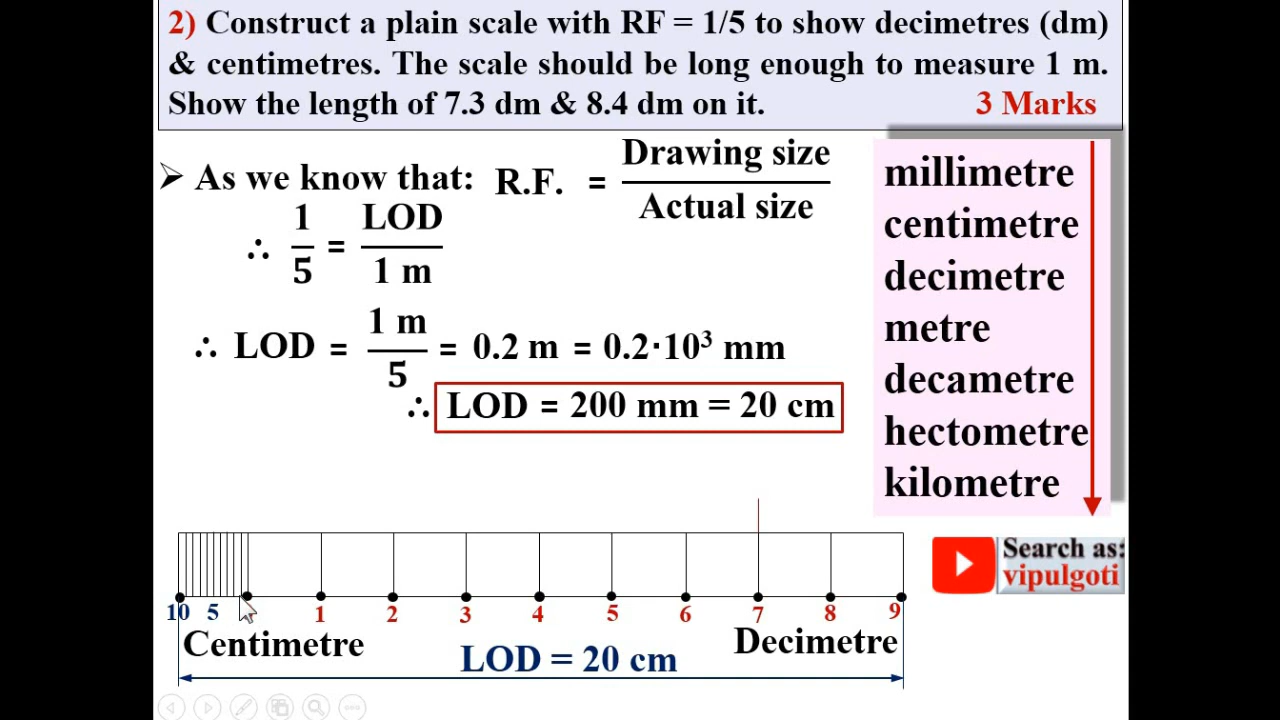 2) Construct a plain scale with RF = 1/5 to show decimetres (dm)
& centimetres. The scale should be long enough to measure 1 m.
Show the length of 7.3 dm & 8.4 dm on it. 3 Marks
➢ As we know that: R.F. = Drawing size / Actual size
∴ 1/5 = LOD / 1 m
∴ LOD = 1 m / 5 = 0.2 m = 0.2·10³ mm
∴ LOD = 200 mm = 20 cm
millimetre
centimetre
decimetre
metre
decametre
hectometre
kilometre
Search as:
vipulgoti
10 5 1 2 3 4 5 6 7 8 9
Centimetre Decimetre
LOD = 20 cm